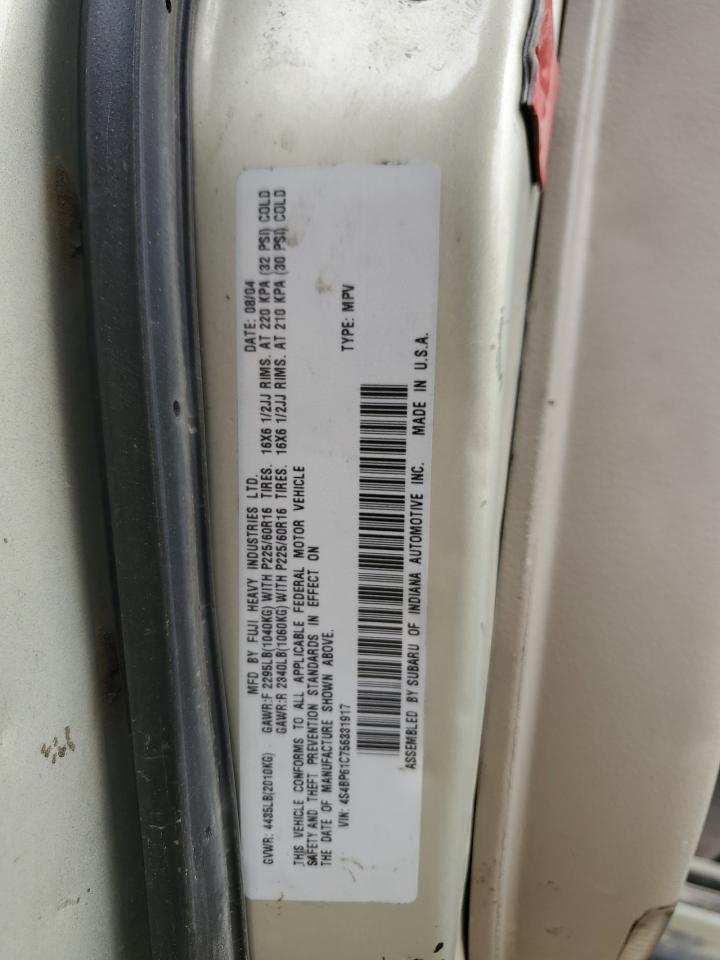 MFD BY FUJI HEAVY INDUSTRIES LTD. DATE: 08/04
GVWR: 4435LB(2010KG) GAWR:F 2295LB(1040KG) WITH P225/60R16 TIRES. 16X6 1/2JJ RIMS. AT 220 KPA (32 PSI) COLD
GAWR:R 2340LB(1060KG) WITH P225/60R16 TIRES. 16X6 1/2JJ RIMS. AT 210 KPA (30 PSI) COLD
THIS VEHICLE CONFORMS TO ALL APPLICABLE FEDERAL MOTOR VEHICLE
SAFETY AND THEFT PREVENTION STANDARDS IN EFFECT ON
THE DATE OF MANUFACTURE SHOWN ABOVE.
VIN: 4S4BP61C756331917 TYPE: MPV
ASSEMBLED BY SUBARU OF INDIANA AUTOMOTIVE INC. MADE IN U.S.A.